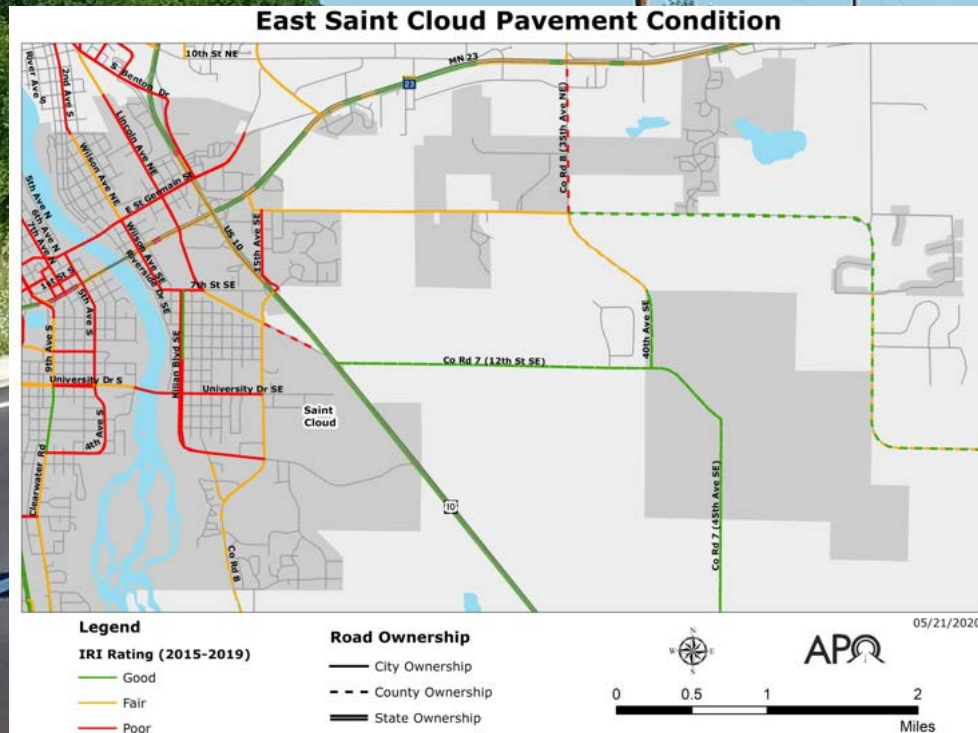 East Saint Cloud Pavement Condition
River Ave S
2nd Ave S
S Benton Dr
10th St NE
MN 23
23
Lincoln Ave NE
Wilson Ave NE
E St Germain St
Co Rd 8 (35th Ave NE)
5th Ave N
6th Ave N
7th Ave N
1st St S
US 10
15th Ave SE
Wilson Ave SE
Riverside Dr SE
7th St SE
5th Ave S
9th Ave S
Kilian Blvd SE
Co Rd 7 (12th St SE)
40th Ave SE
University Dr S
University Dr SE
Saint
Cloud
4th Ave S
Clearwater Rd
10
Co Rd 8
Co Rd 7 (45th Ave SE)
05/21/2020
Legend
IRI Rating (2015-2019)
Good
Fair
Poor
Road Ownership
City Ownership
County Ownership
State Ownership
N
W
E
S
APO
0
0.5
1
2
Miles